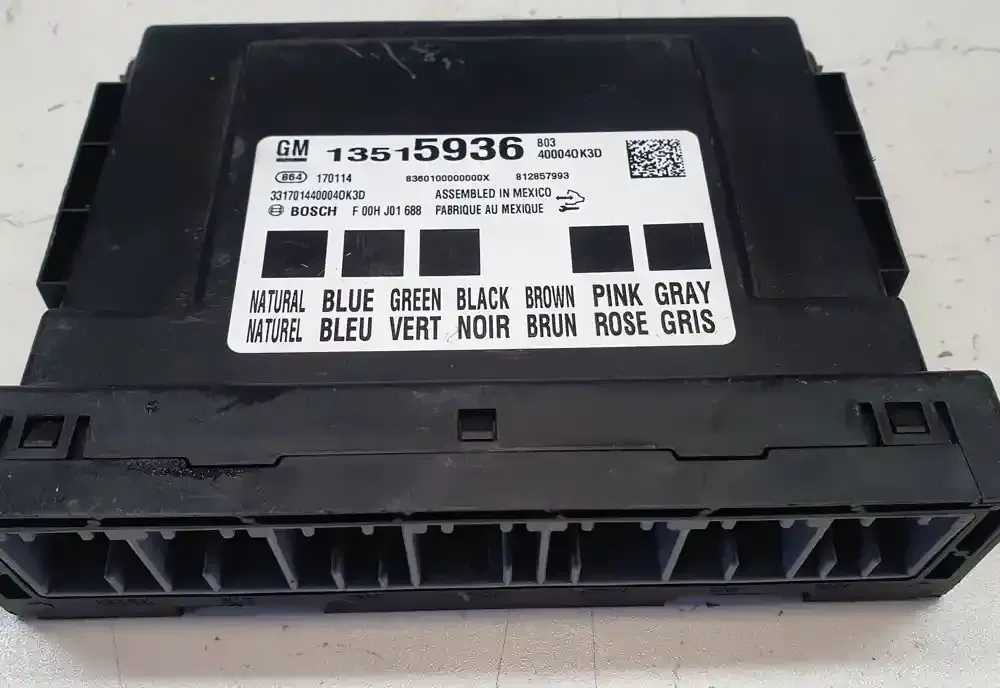 GM 13515936 B03
40004OK3D
864 170114 8360100000000X 812857993
331701440004OK3D ASSEMBLED IN MEXICO
BOSCH F 00H J01 688 FABRIQUE AU MEXIQUE
NATURAL BLUE GREEN BLACK BROWN PINK GRAY
NATUREL BLEU VERT NOIR BRUN ROSE GRIS